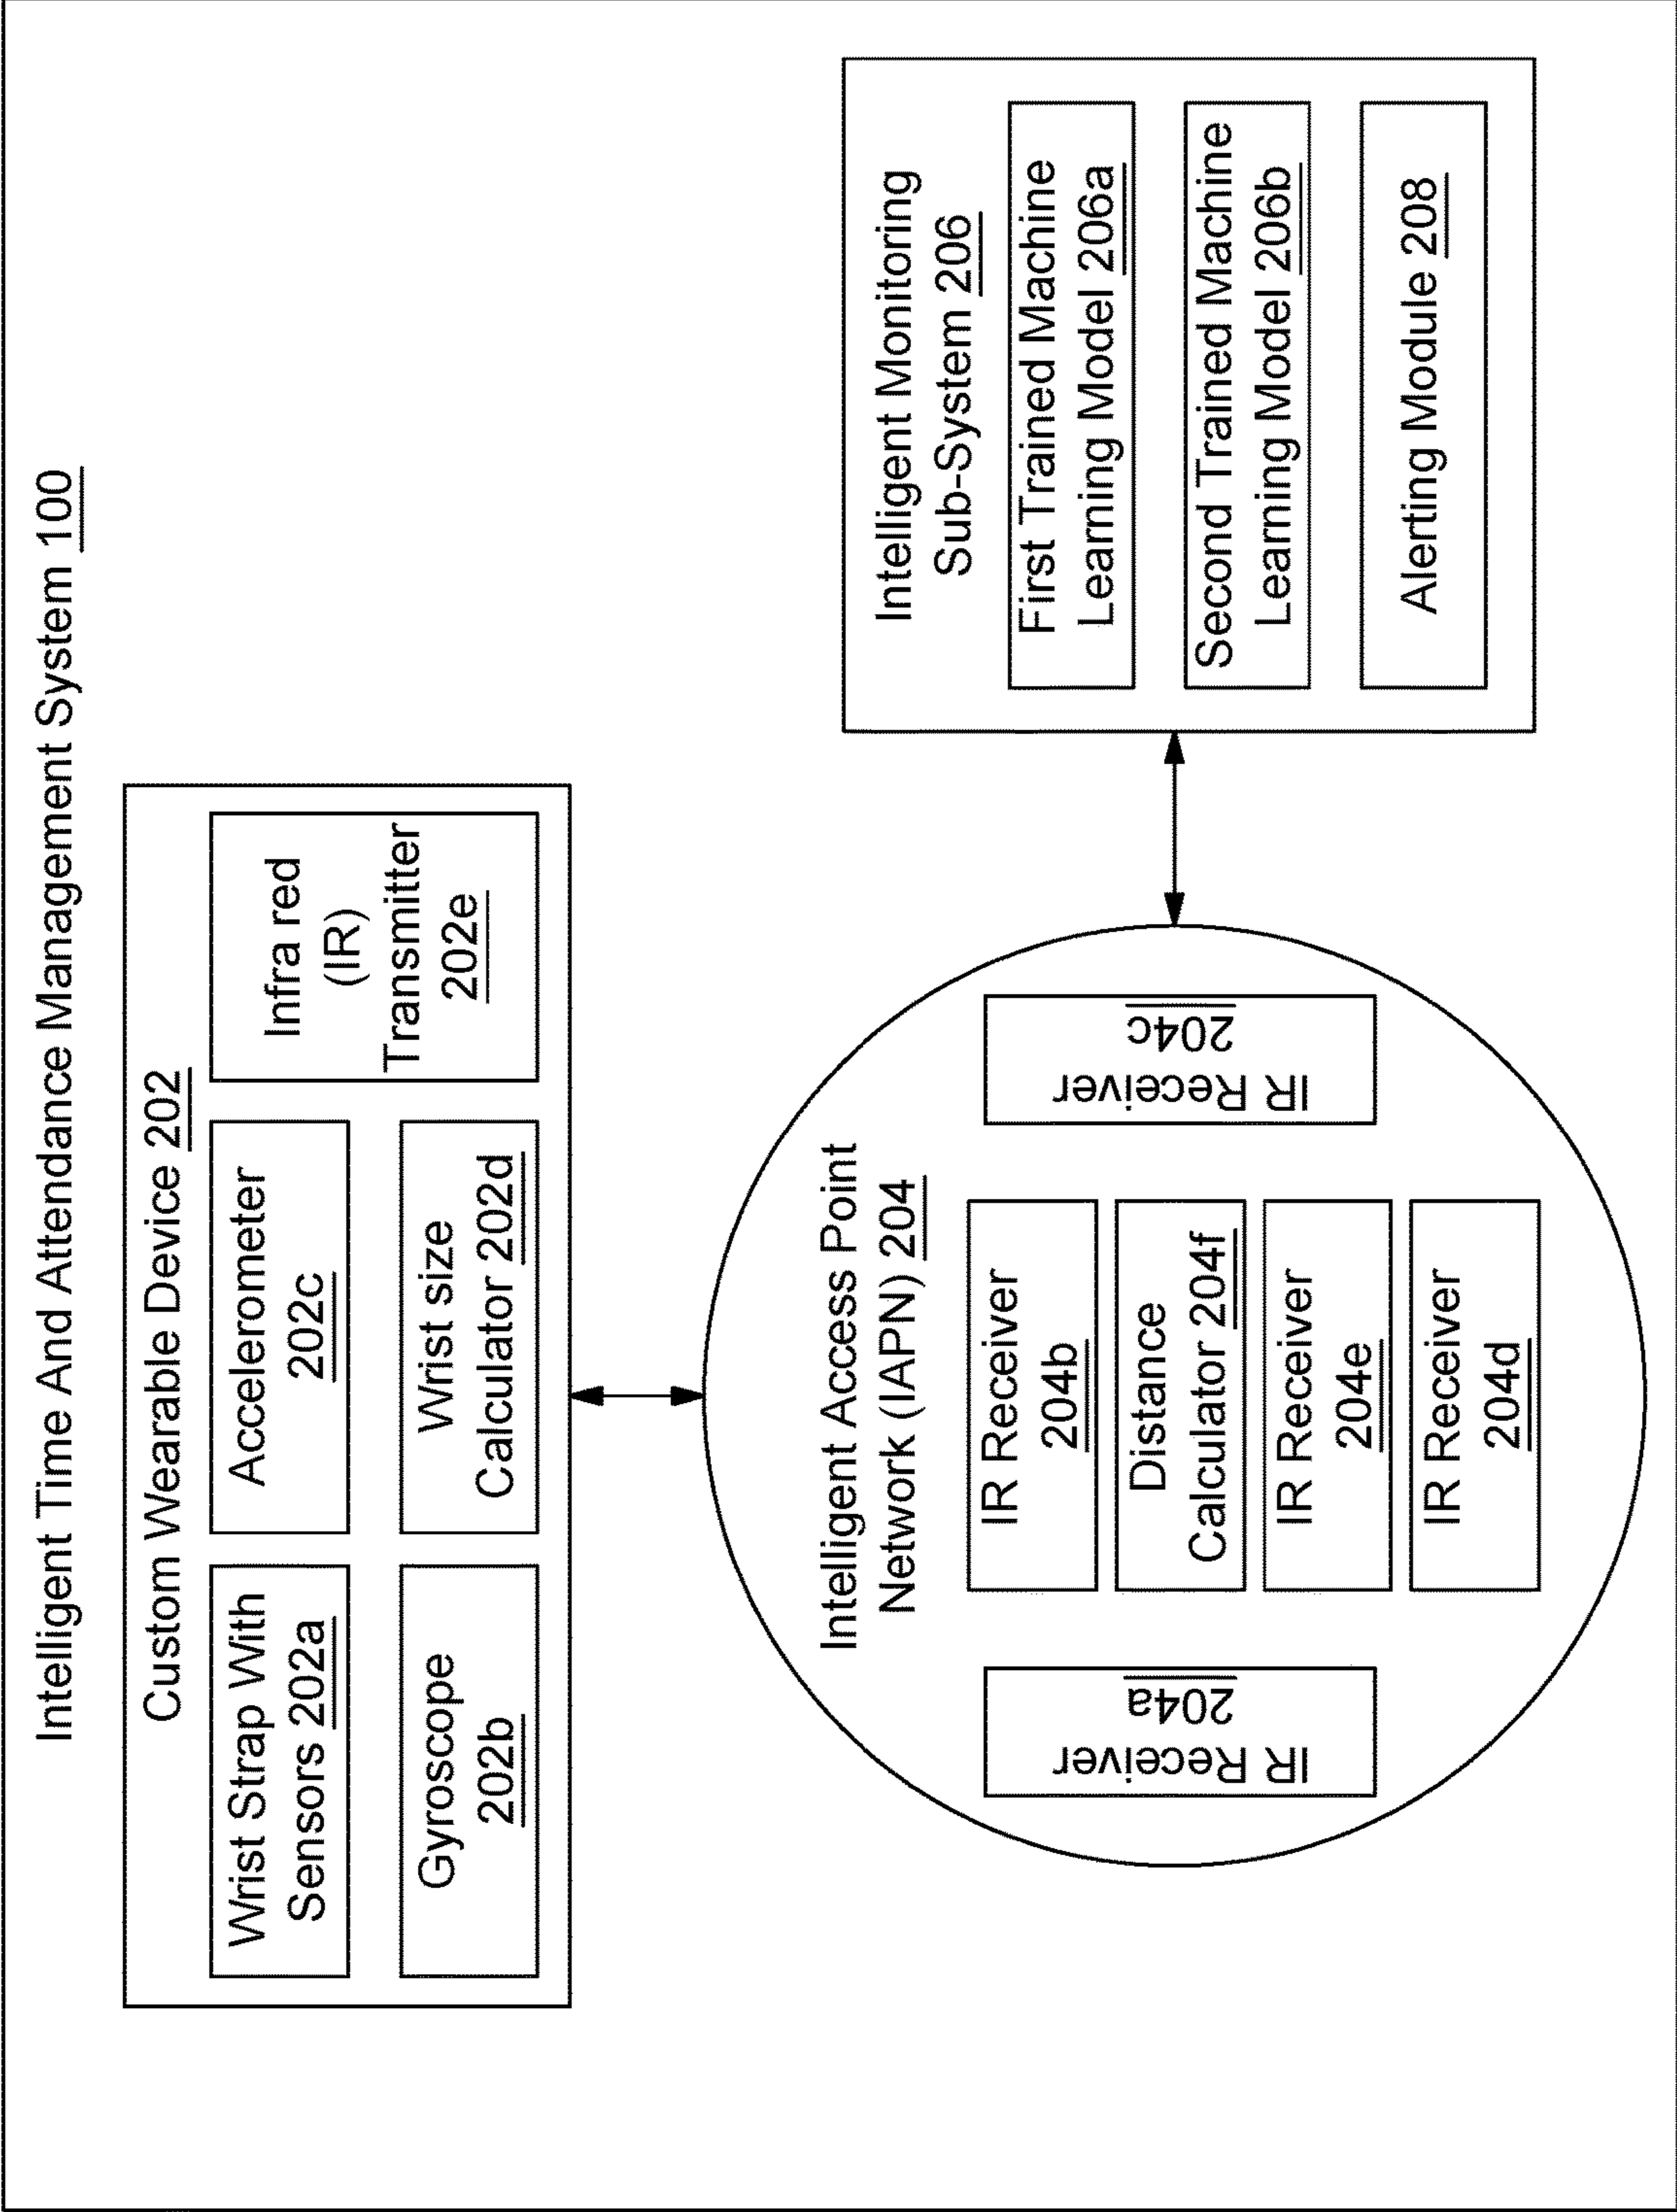 Intelligent Time And Attendance Management System 100
Custom Wearable Device 202
Wrist Strap With
Sensors 202a
Accelerometer
202c
Infra red
(IR)
Transmitter
202e
Gyroscope
202b
Wrist size
Calculator 202d
Intelligent Access Point
Network (IAPN) 204
IR Receiver
204a
IR Receiver
204b
Distance
Calculator 204f
IR Receiver
204e
IR Receiver
204d
IR Receiver
204c
Intelligent Monitoring
Sub-System 206
First Trained Machine
Learning Model 206a
Second Trained Machine
Learning Model 206b
Alerting Module 208